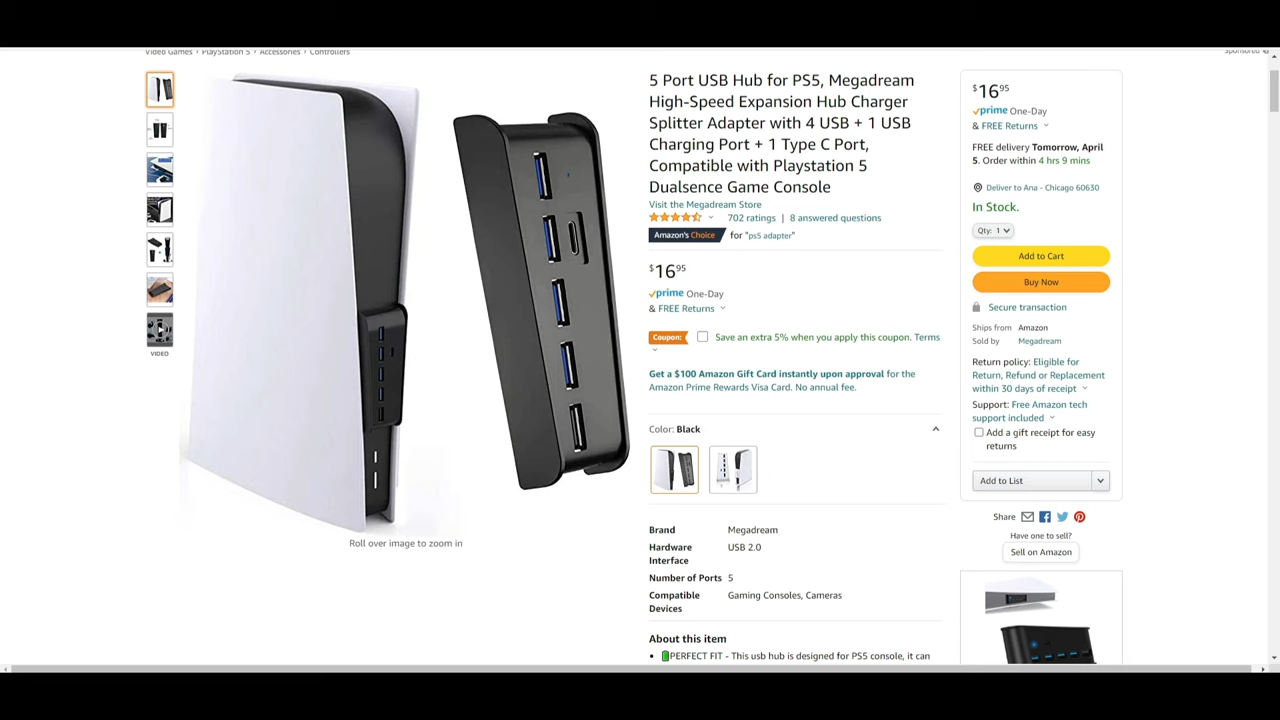 Video Games › PlayStation 5 › Accessories › Controllers
Sponsored
5 Port USB Hub for PS5, Megadream
High-Speed Expansion Hub Charger
Splitter Adapter with 4 USB + 1 USB
Charging Port + 1 Type C Port,
Compatible with Playstation 5
Dualsence Game Console
Visit the Megadream Store
702 ratings | 8 answered questions
Amazon's Choice for "ps5 adapter"
$16 95
prime One-Day
& FREE Returns
Coupon: Save an extra 5% when you apply this coupon. Terms
Get a $100 Amazon Gift Card instantly upon approval for the
Amazon Prime Rewards Visa Card. No annual fee.
Color: Black
Brand Megadream
Hardware Interface USB 2.0
Number of Ports 5
Compatible Devices Gaming Consoles, Cameras
About this item
• PERFECT FIT - This usb hub is designed for PS5 console, it can
VIDEO
Roll over image to zoom in
$16 95
prime One-Day
& FREE Returns
FREE delivery Tomorrow, April
5. Order within 4 hrs 9 mins
Deliver to Ana - Chicago 60630
In Stock.
Qty: 1
Add to Cart
Buy Now
Secure transaction
Ships from Amazon
Sold by Megadream
Return policy: Eligible for
Return, Refund or Replacement
within 30 days of receipt
Support: Free Amazon tech
support included
Add a gift receipt for easy
returns
Add to List
Share
Have one to sell?
Sell on Amazon